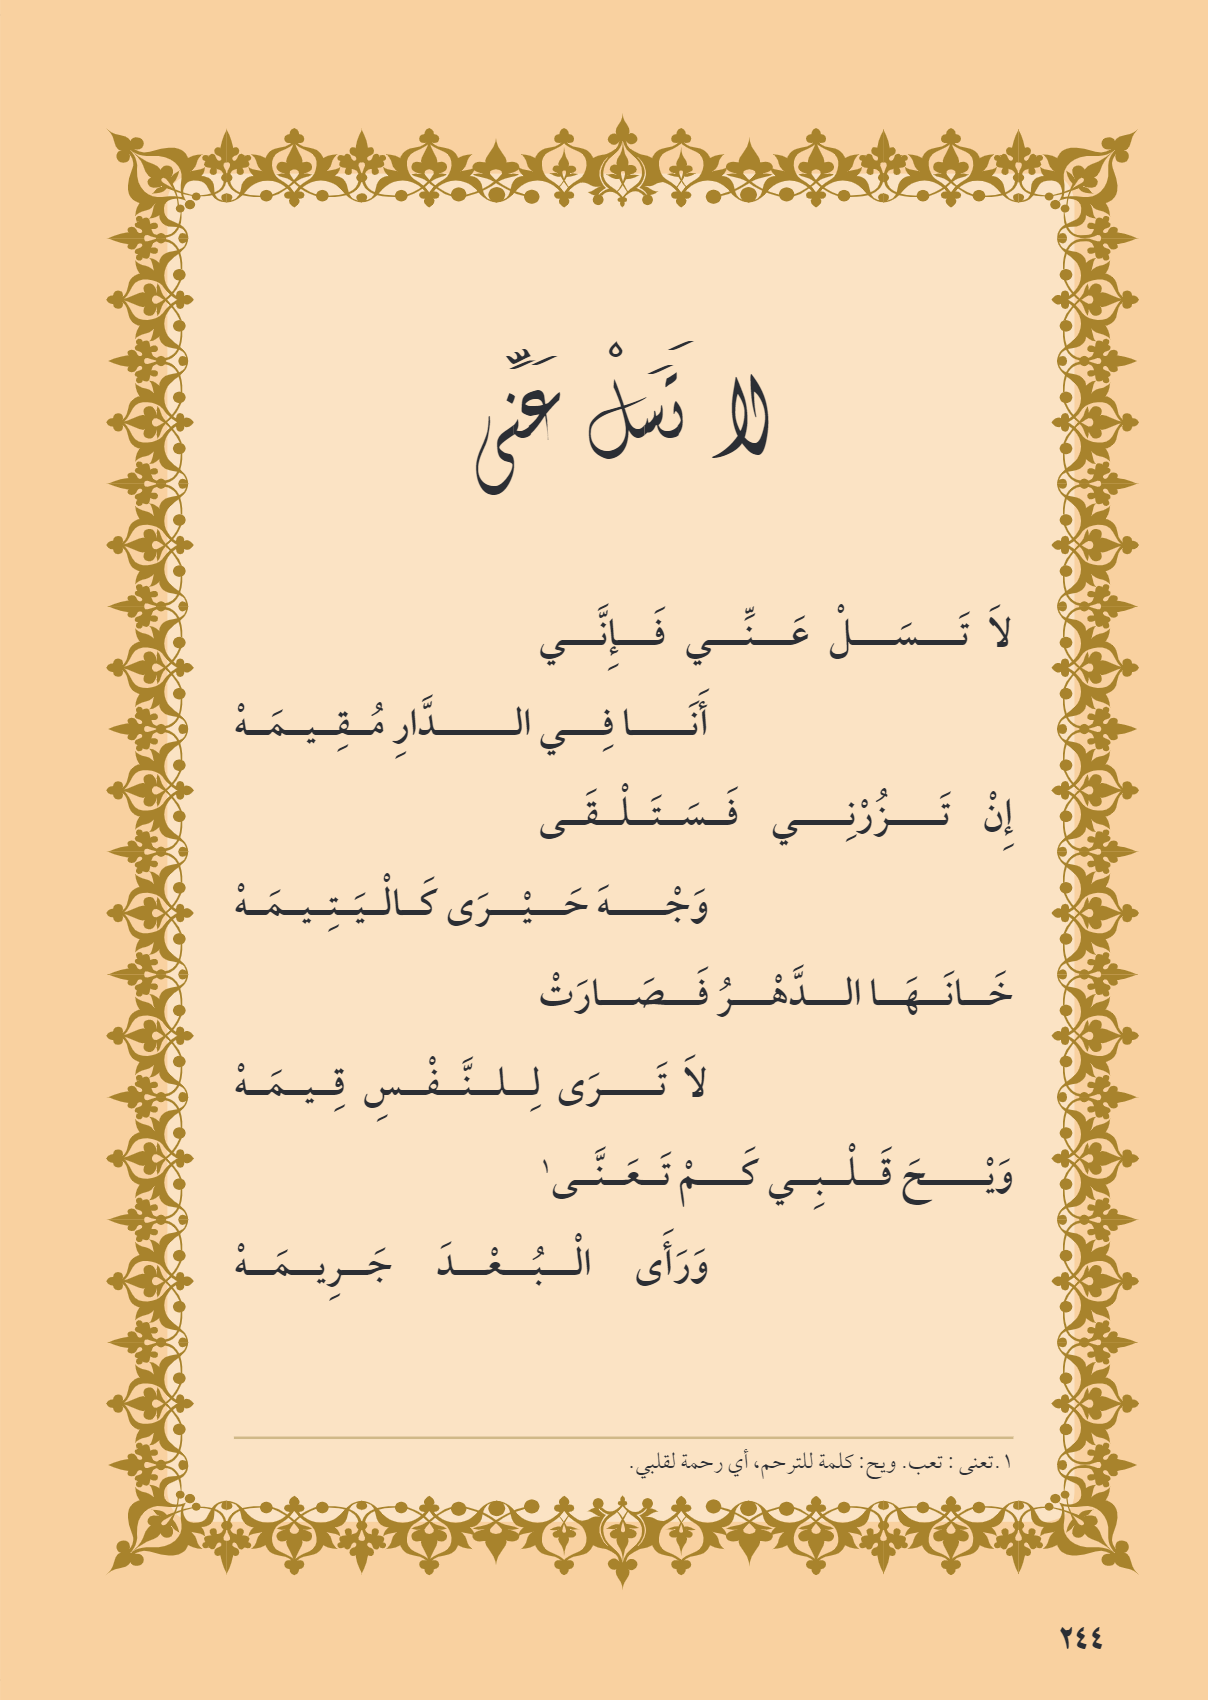 لا تَسَلْ عَنِّي
لاَ تَسَلْ عَنِّي فَإِنَّي
أَنَا فِي الدَّارِ مُقِيمَهْ
إِنْ تَزُرْنِي فَسَتَلْقَى
وَجْهَ حَيْرَى كَالْيَتِيمَهْ
خَانَهَا الدَّهْرُ فَصَارَتْ
لاَ تَرَى لِلنَّفْسِ قِيمَهْ
وَيْحَ قَلْبِي كَمْ تَعَنَّى ١
وَرَأَى الْبُعْدَ جَرِيمَهْ
١.تعنى : تعب. ويح: كلمة للترحم، أي رحمة لقلبي.
٢٤٤